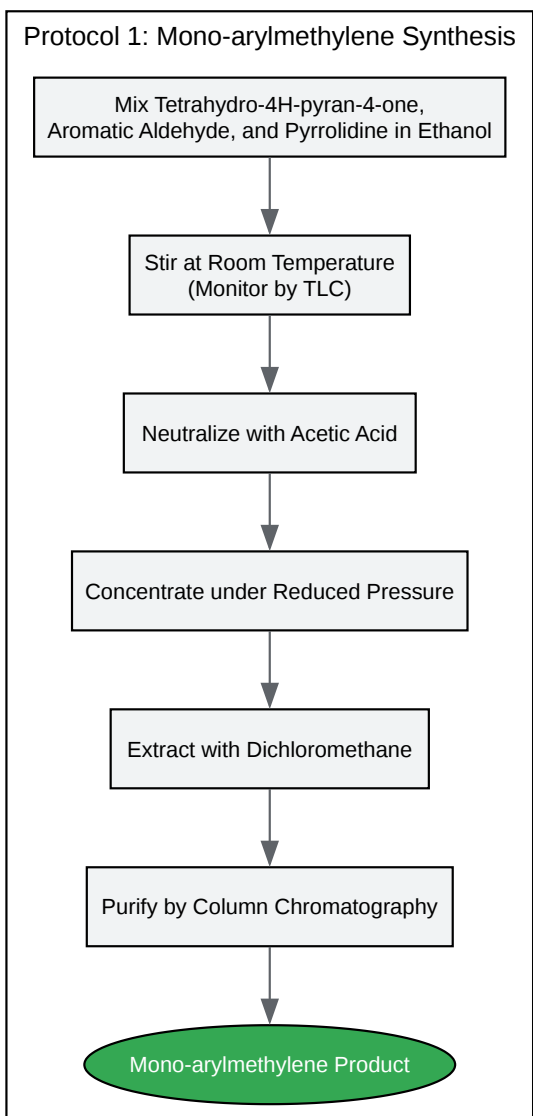 Protocol 1: Mono-arylmethylene Synthesis
Mix Tetrahydro-4H-pyran-4-one,
Aromatic Aldehyde, and Pyrrolidine in Ethanol
Stir at Room Temperature
(Monitor by TLC)
Neutralize with Acetic Acid
Concentrate under Reduced Pressure
Extract with Dichloromethane
Purify by Column Chromatography
Mono-arylmethylene Product